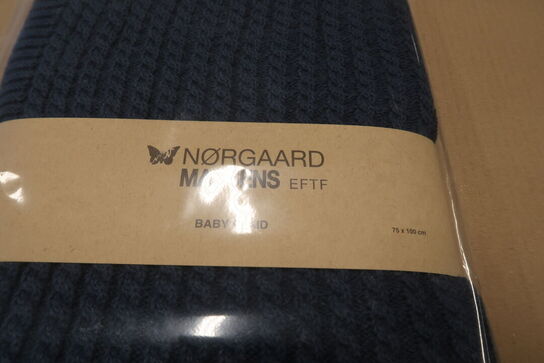 NØRGAARD
EFTF
BABY
75 x 100 cm